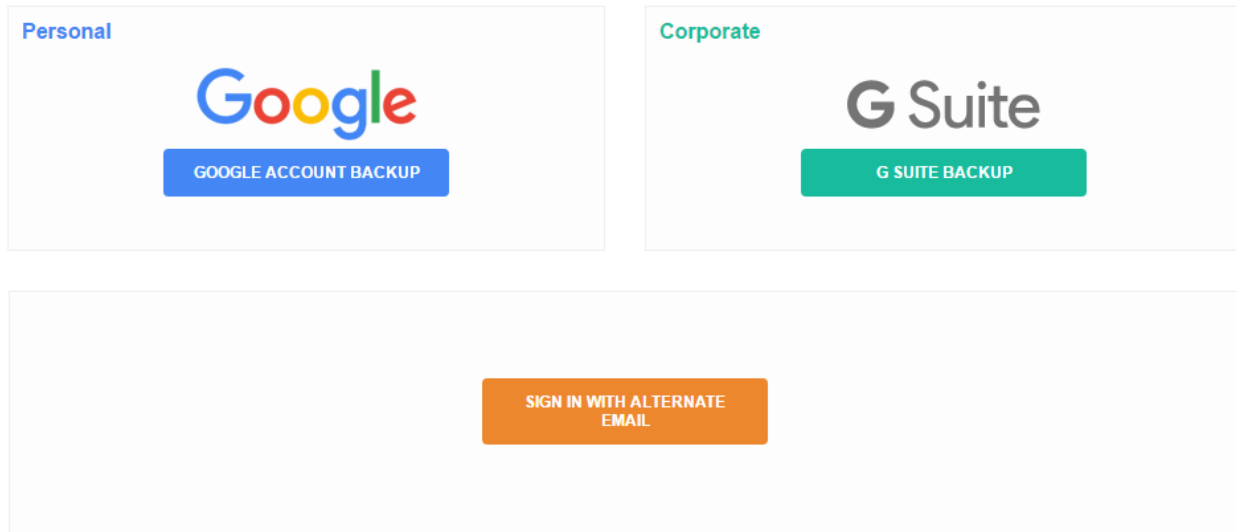 Personal
Google
GOOGLE ACCOUNT BACKUP
Corporate
G Suite
G SUITE BACKUP
SIGN IN WITH ALTERNATE
EMAIL